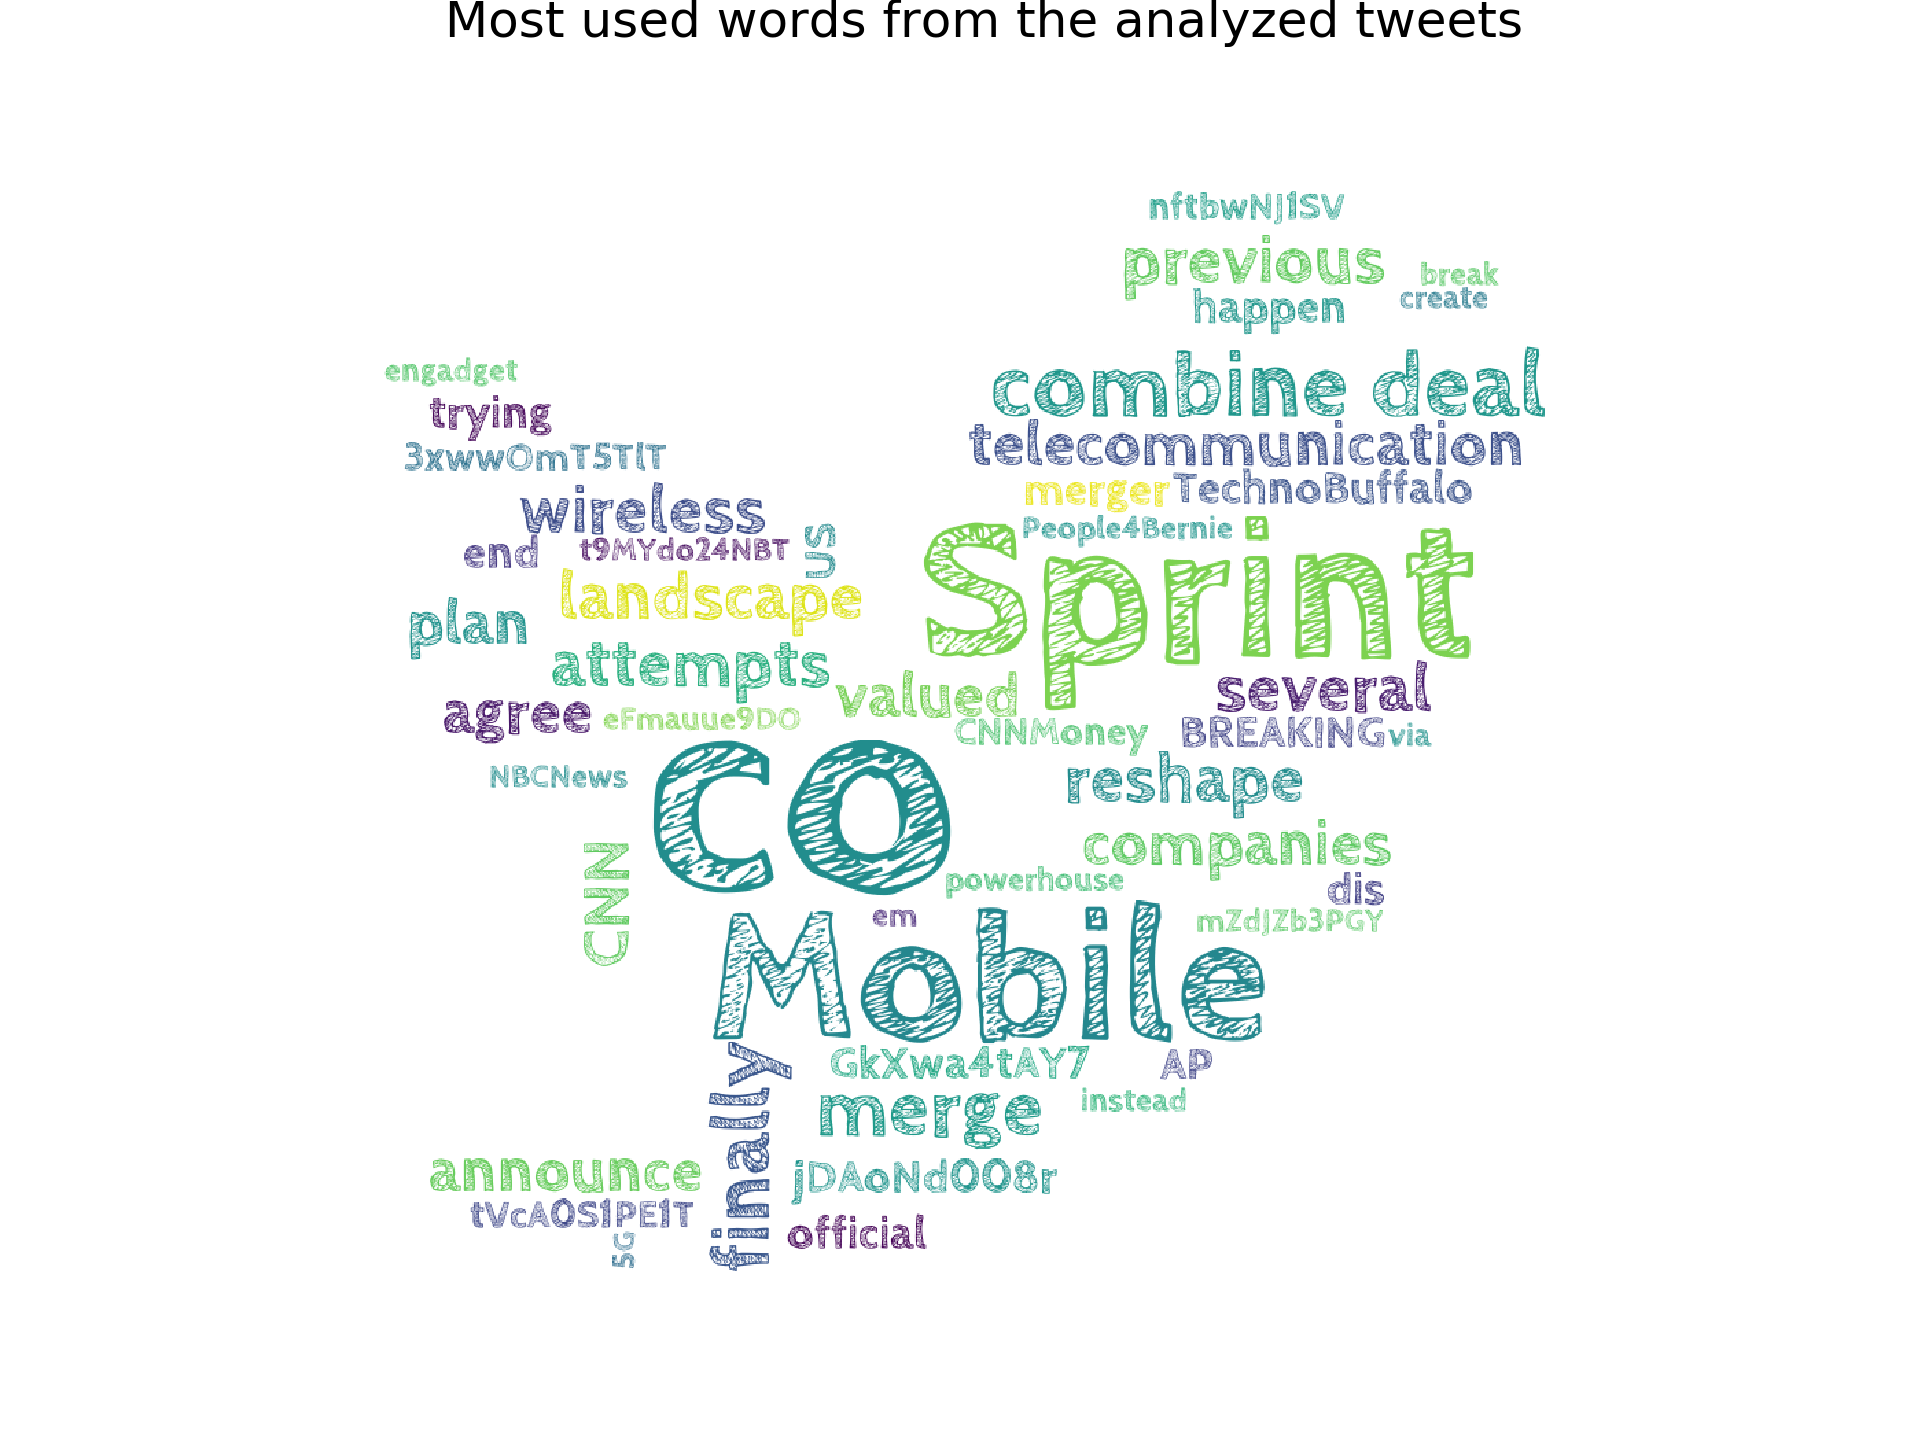 Most used words from the analyzed tweets
nftbwNJ1SV
previous
break
create
happen
engadget
combine deal
trying
telecommunication
3xwwOmT5TlT
merger TechnoBuffalo
wireless
People4Bernie
us
end
t9MYdo24NBT
Sprint
landscape
plan
attempts
several
valued
agree
eFmauue9DO
CNNMoney
BREAKING via
NBCNews
reshape
co
companies
CNN
powerhouse
dis
em
mZdJZb3PGY
Mobile
GkXwa4tAY7
AP
instead
merge
finally
announce
jDAoNdOO8r
tVcAOS1PE1T
official
5G